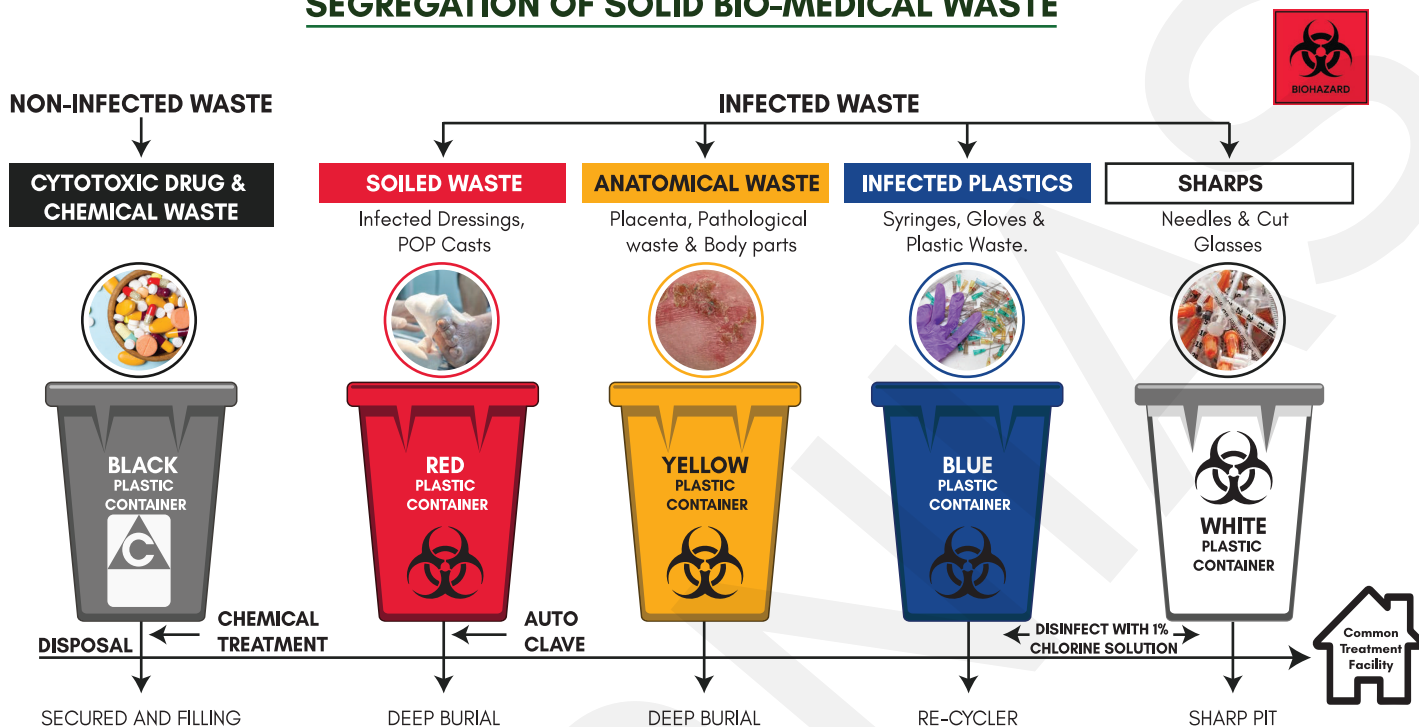 SEGREGATION OF SOLID BIO-MEDICAL WASTE
BIOHAZARD
NON-INFECTED WASTE
INFECTED WASTE
CYTOTOXIC DRUG &
CHEMICAL WASTE
SOILED WASTE
Infected Dressings,
POP Casts
ANATOMICAL WASTE
Placenta, Pathological
waste & Body parts
INFECTED PLASTICS
Syringes, Gloves &
Plastic Waste.
SHARPS
Needles & Cut
Glasses
BLACK
PLASTIC
CONTAINER
C
RED
PLASTIC
CONTAINER
YELLOW
PLASTIC
CONTAINER
BLUE
PLASTIC
CONTAINER
WHITE
PLASTIC
CONTAINER
DISPOSAL
CHEMICAL
TREATMENT
AUTO
CLAVE
DISINFECT WITH 1%
CHLORINE SOLUTION
Common
Treatment
Facility
SECURED AND FILLING
DEEP BURIAL
DEEP BURIAL
RE-CYCLER
SHARP PIT